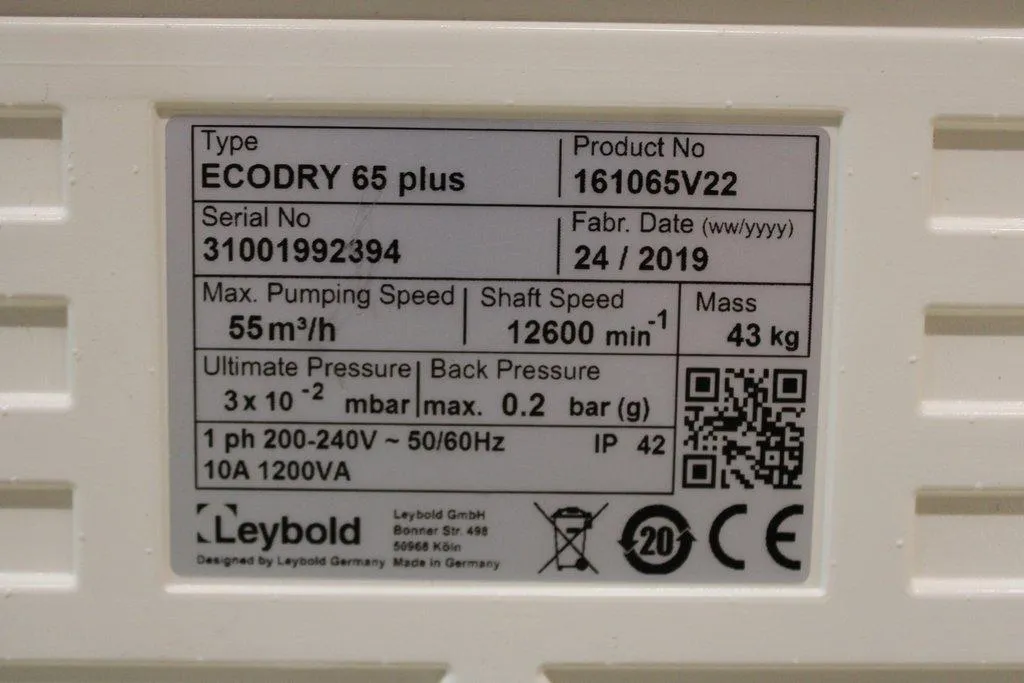 Type
ECODRY 65 plus
Product No
161065V22
Serial No
31001992394
Fabr. Date (ww/yyyy)
24 / 2019
Max. Pumping Speed
55 m³/h
Shaft Speed
12600 min⁻¹
Mass
43 kg
Ultimate Pressure
3 x 10⁻² mbar
Back Pressure
max. 0.2 bar (g)
1 ph 200-240V ~ 50/60Hz IP 42
10A 1200VA
Leybold
Designed by Leybold Germany
Leybold GmbH
Bonner Str. 498
50968 Köln
Made in Germany
20
CE